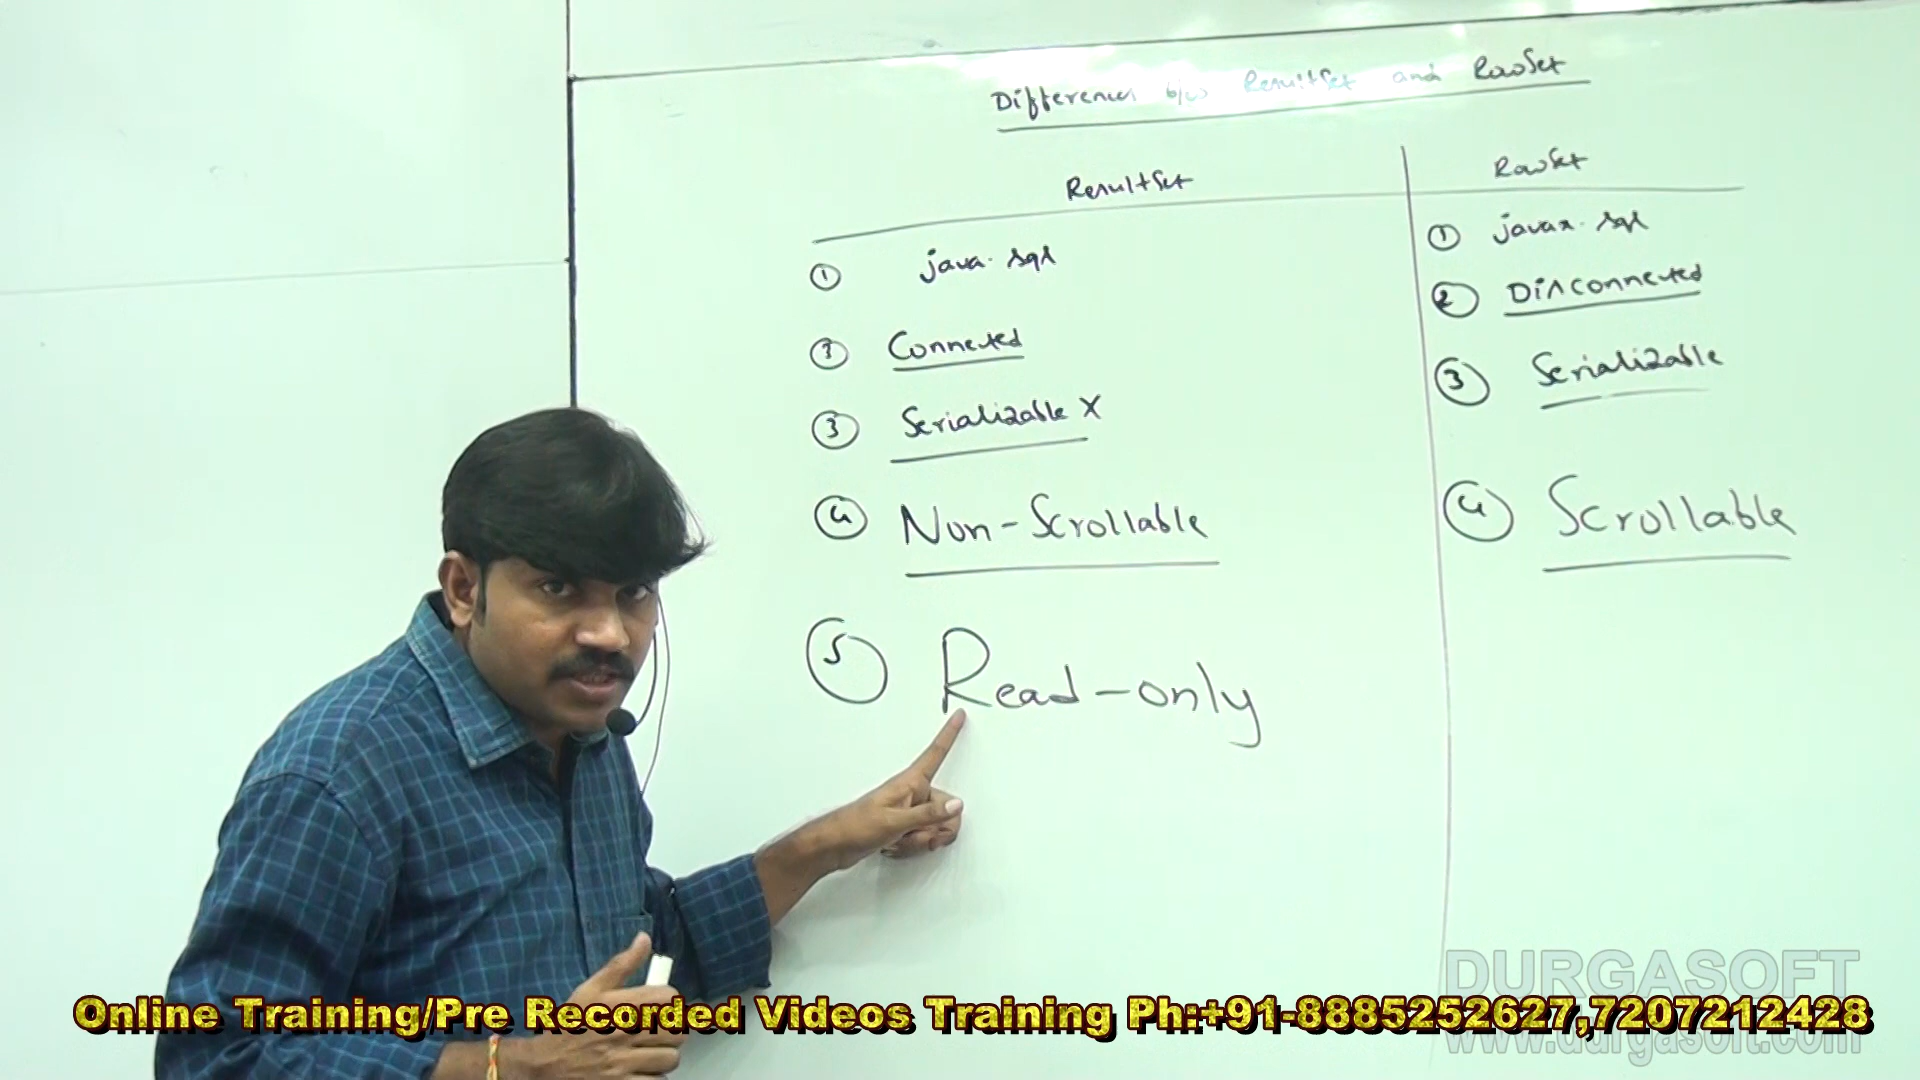 Differences b/w ResultSet and RowSet
ResultSet
① java.sql
② Connected
③ Serializable X
④ Non-Scrollable
⑤ Read-only
RowSet
① javax.sql
② Disconnected
③ Serializable
④ Scrollable
DURGASOFT
www.durgasoft.com
Online Training/Pre Recorded Videos Training Ph:+91-8885252627,7207212428